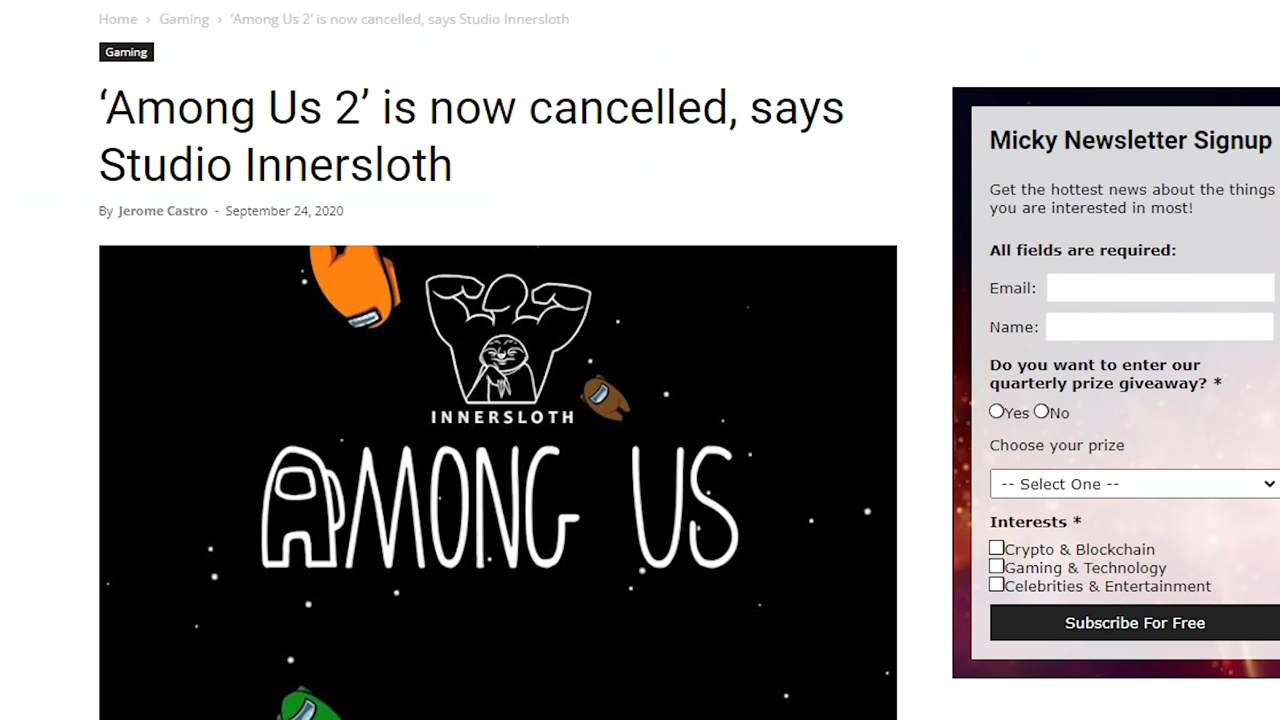 Home › Gaming › ‘Among Us 2’ is now cancelled, says Studio Innersloth
Gaming
‘Among Us 2’ is now cancelled, says
Studio Innersloth
By Jerome Castro - September 24, 2020
INNERSLOTH
AMONG US
Micky Newsletter Signup
Get the hottest news about the things
you are interested in most!
All fields are required:
Email:
Name:
Do you want to enter our
quarterly prize giveaway? *
Yes No
Choose your prize
-- Select One --
Interests *
Crypto & Blockchain
Gaming & Technology
Celebrities & Entertainment
Subscribe For Free